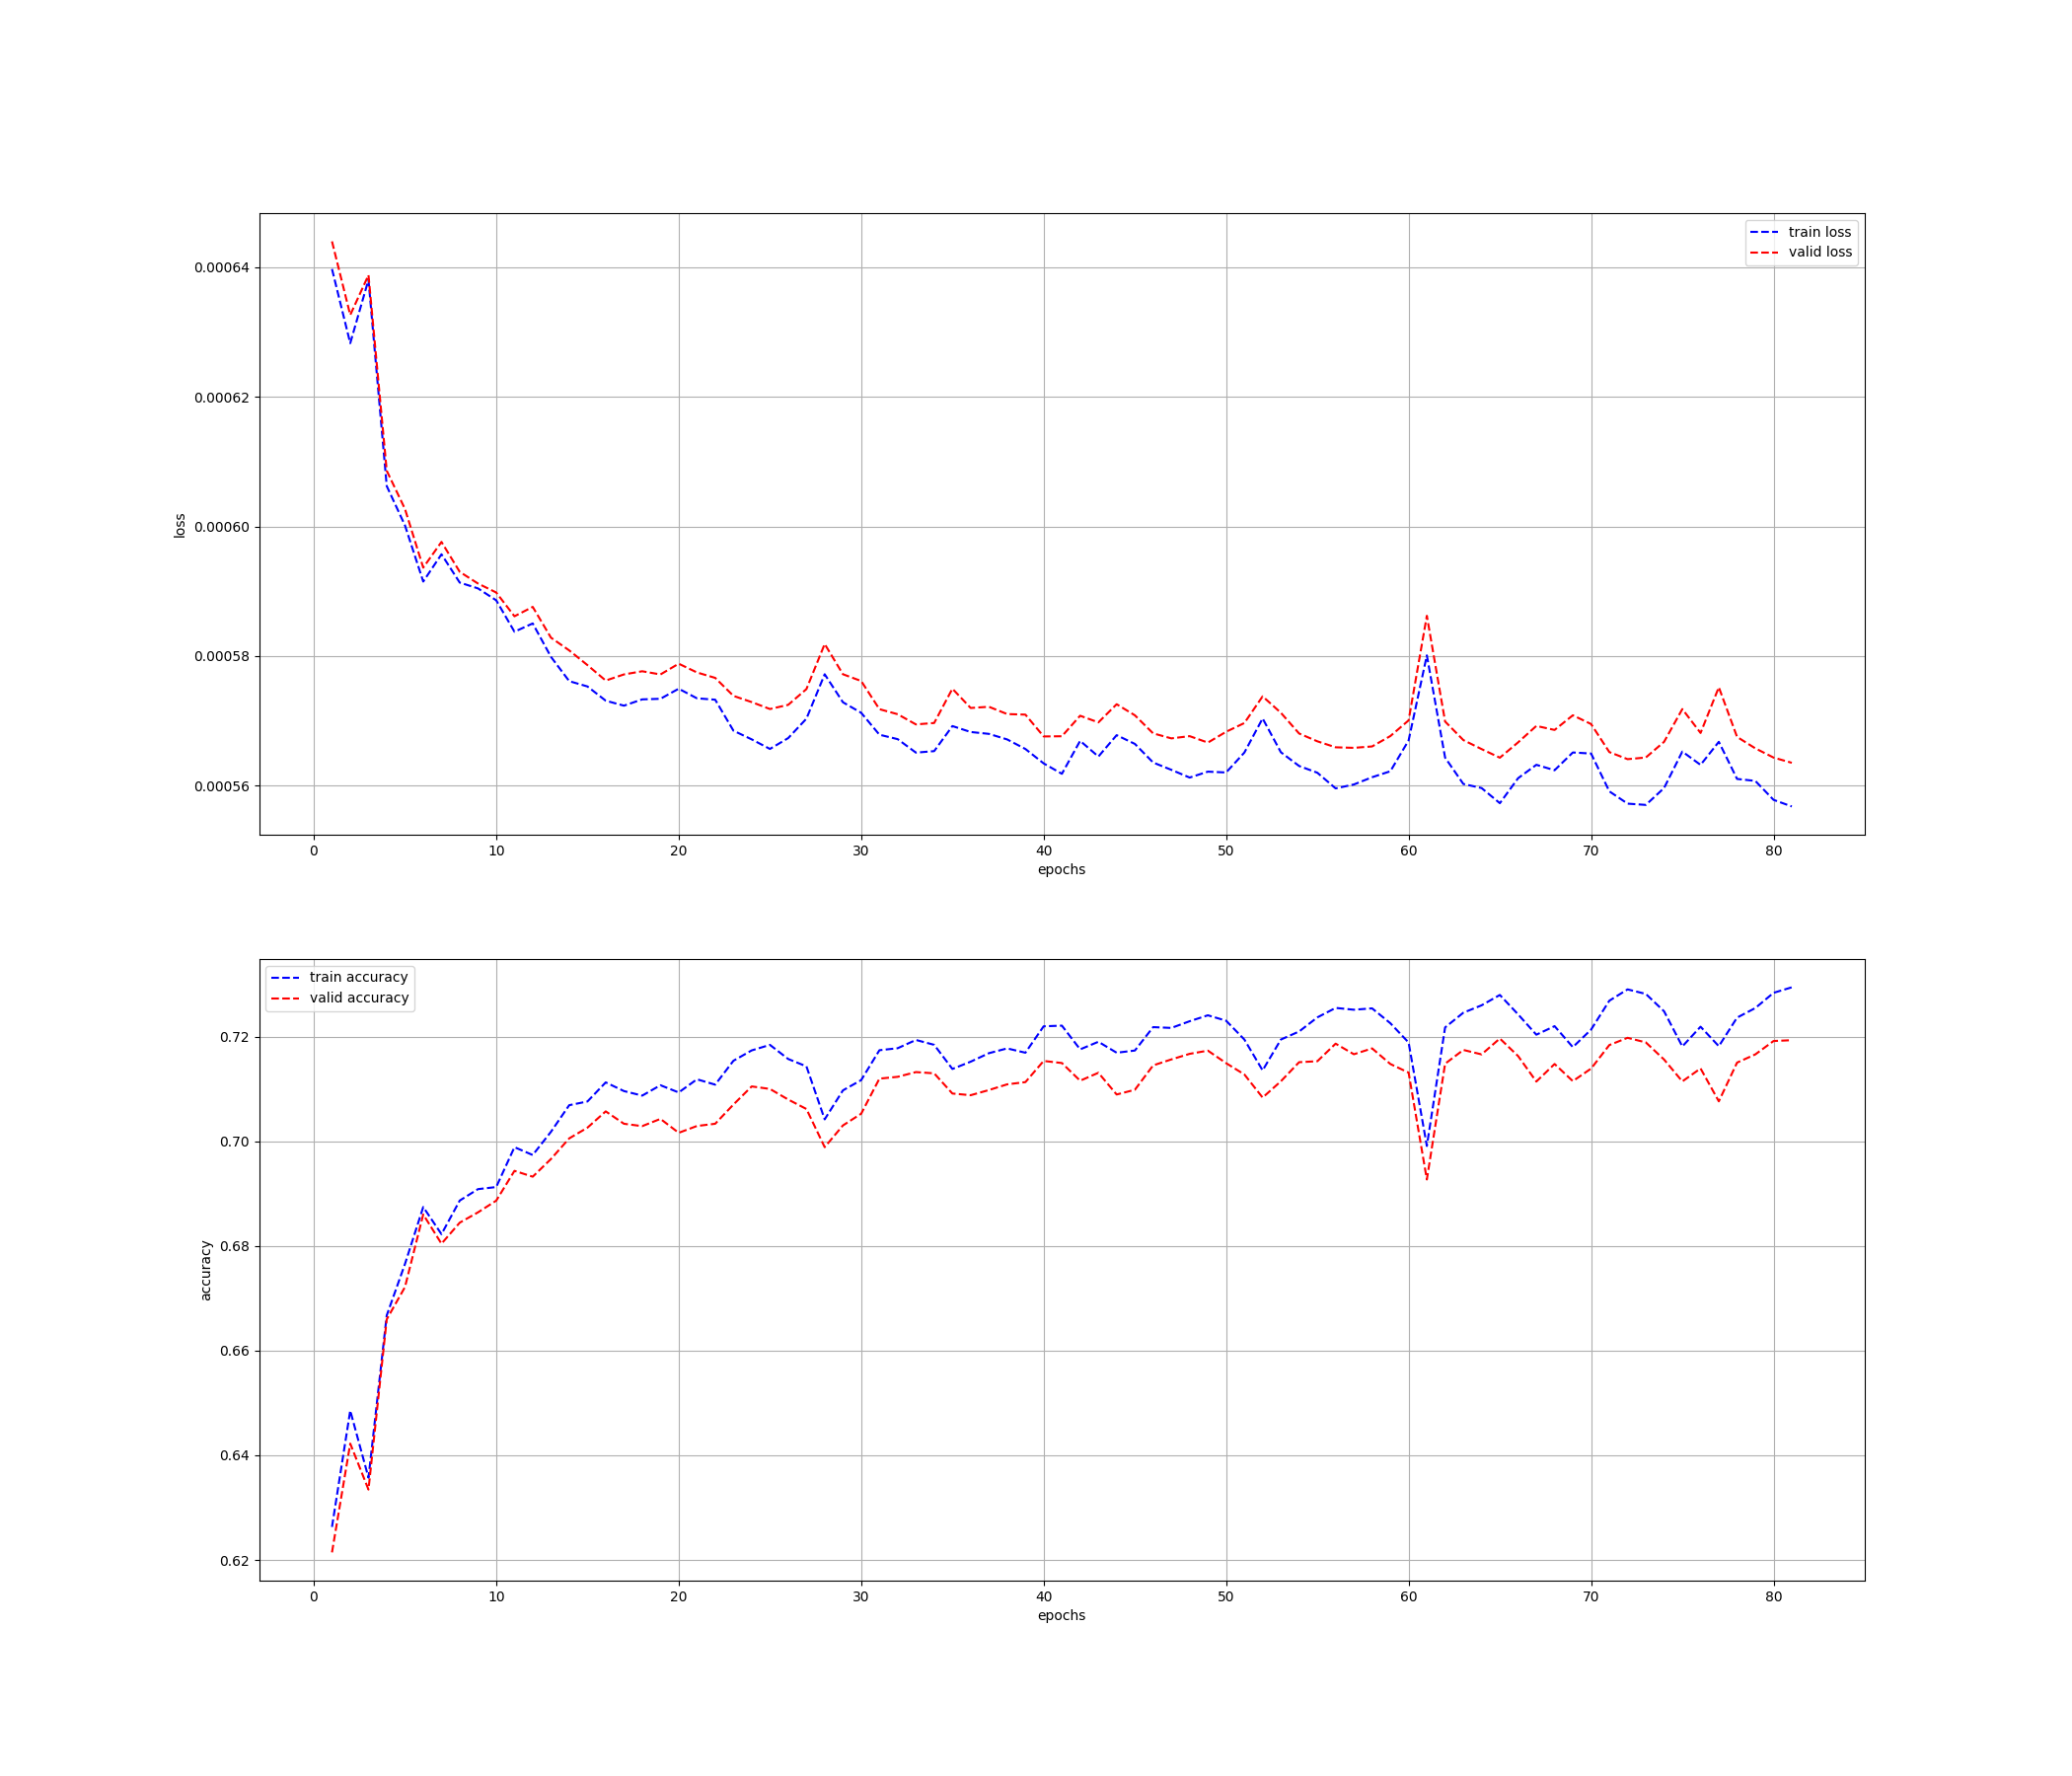 train loss
valid loss
0.00064
0.00062
0.00060
0.00058
0.00056
loss
0 10 20 30 40 50 60 70 80
epochs
train accuracy
valid accuracy
0.72
0.70
0.68
0.66
0.64
0.62
accuracy
0 10 20 30 40 50 60 70 80
epochs